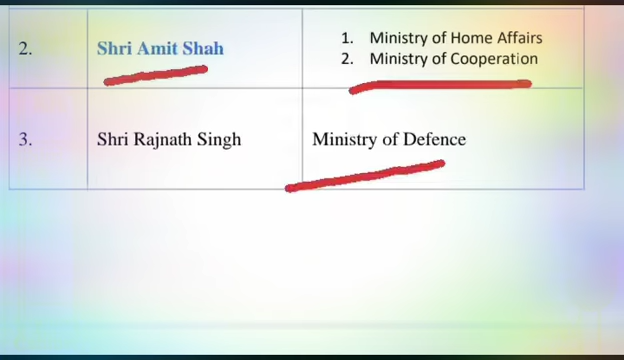 2. Shri Amit Shah 1. Ministry of Home Affairs
2. Ministry of Cooperation
3. Shri Rajnath Singh Ministry of Defence